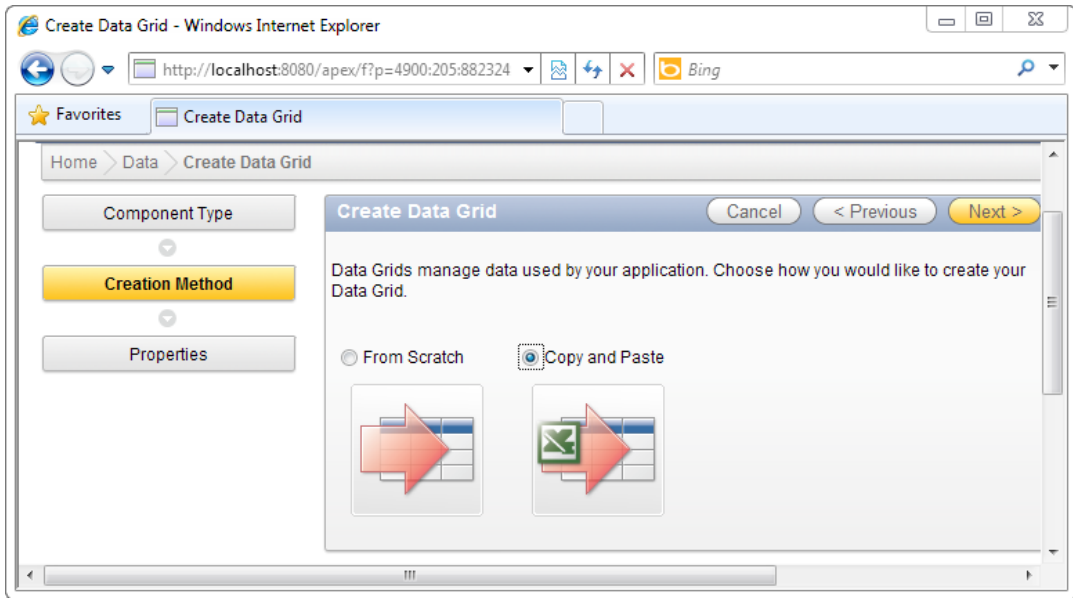 Create Data Grid - Windows Internet Explorer
http://localhost:8080/apex/f?p=4900:205:882324
Bing
Favorites
Create Data Grid
Home Data Create Data Grid
Component Type
Creation Method
Properties
Create Data Grid
Cancel
< Previous
Next >
Data Grids manage data used by your application. Choose how you would like to create your
Data Grid.
From Scratch
Copy and Paste